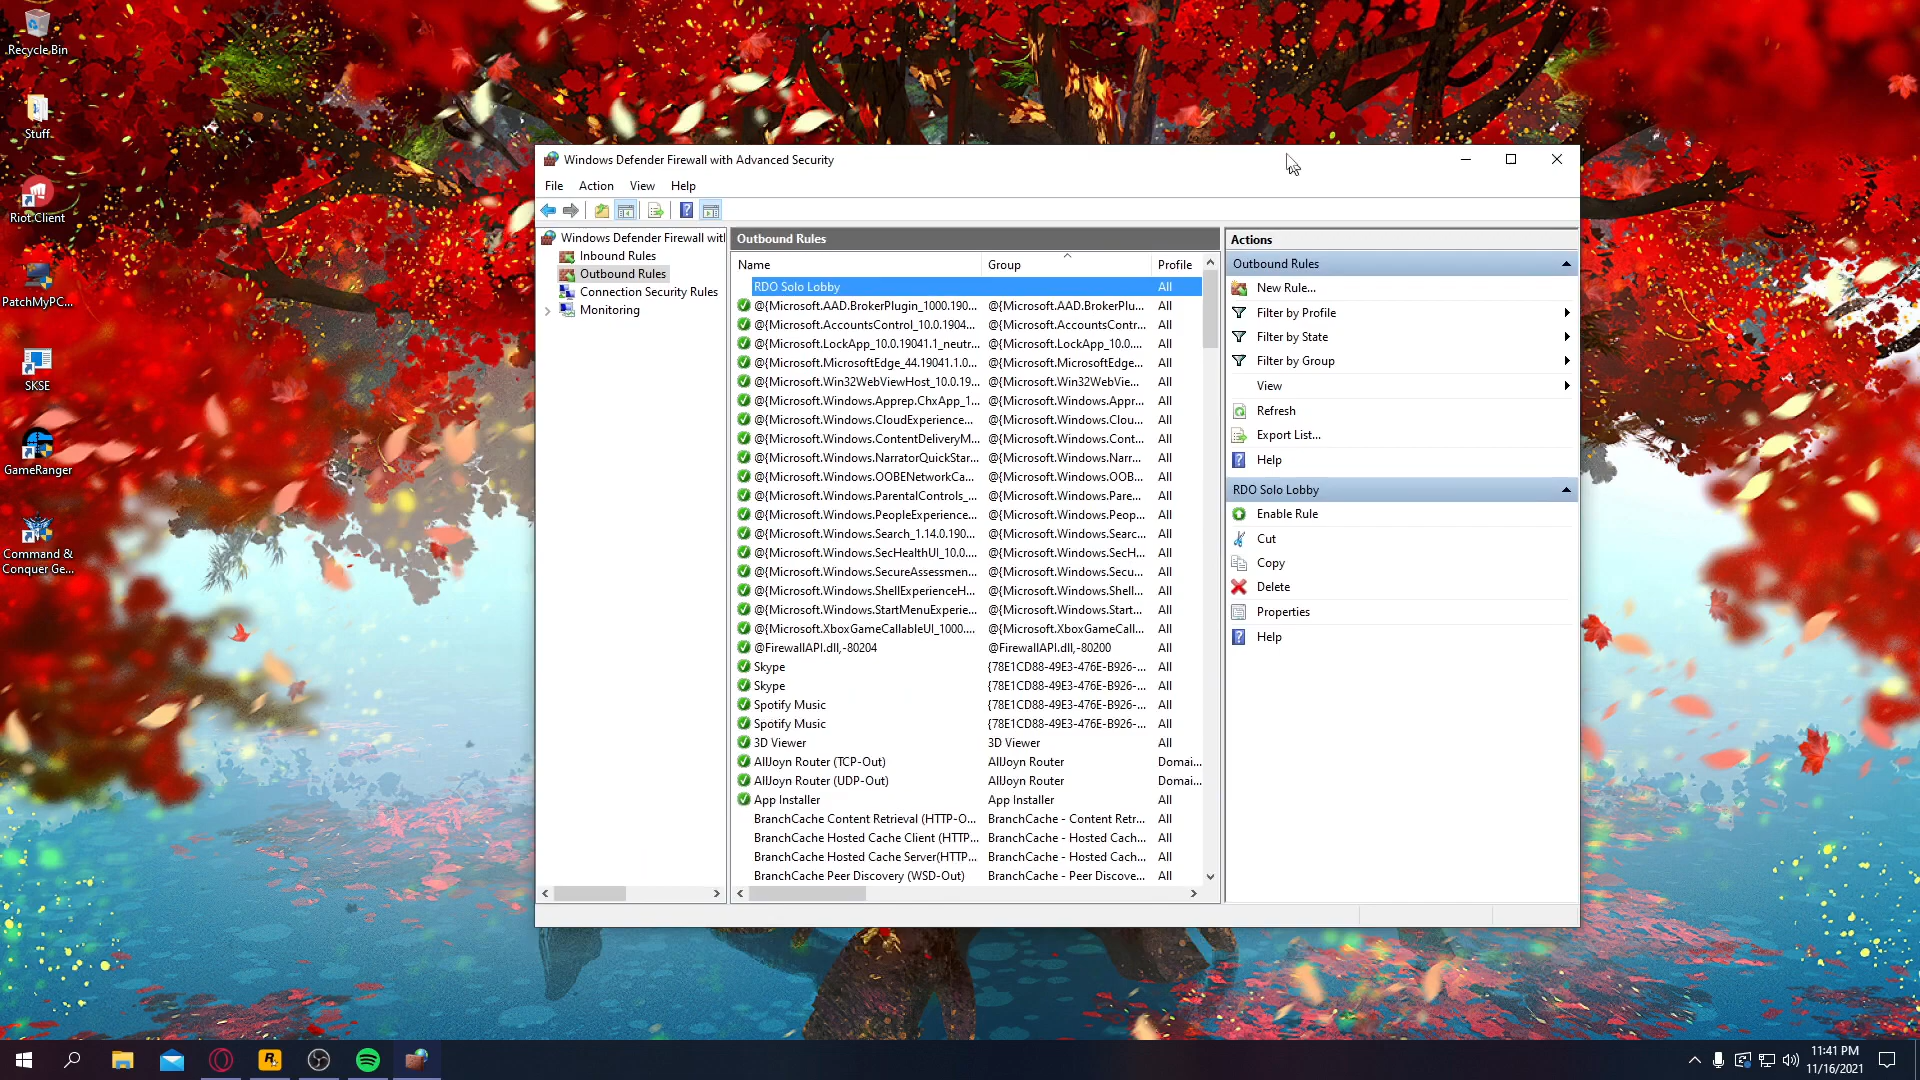 Recycle Bin
Stuff
Riot Client
PatchMyPC...
SKSE
GameRanger
Command &
Conquer Ge...
Windows Defender Firewall with Advanced Security
File Action View Help
Windows Defender Firewall wit
Inbound Rules
Outbound Rules
Connection Security Rules
Monitoring
Outbound Rules
Name Group Profile
RDO Solo Lobby All
@{Microsoft.AAD.BrokerPlugin_1000.190... @{Microsoft.AAD.BrokerPlu... All
@{Microsoft.AccountsControl_10.0.1904... @{Microsoft.AccountsContr... All
@{Microsoft.LockApp_10.0.19041.1_neutr... @{Microsoft.LockApp_10.0.... All
@{Microsoft.MicrosoftEdge_44.19041.1.0... @{Microsoft.MicrosoftEdge... All
@{Microsoft.Win32WebViewHost_10.0.19... @{Microsoft.Win32WebVie... All
@{Microsoft.Windows.Apprep.ChxApp_1... @{Microsoft.Windows.Appr... All
@{Microsoft.Windows.CloudExperience... @{Microsoft.Windows.Clou... All
@{Microsoft.Windows.ContentDeliveryM... @{Microsoft.Windows.Cont... All
@{Microsoft.Windows.NarratorQuickStar... @{Microsoft.Windows.Narr... All
@{Microsoft.Windows.OOBENetworkCa... @{Microsoft.Windows.OOB... All
@{Microsoft.Windows.ParentalControls_... @{Microsoft.Windows.Pare... All
@{Microsoft.Windows.PeopleExperience... @{Microsoft.Windows.Peop... All
@{Microsoft.Windows.Search_1.14.0.190... @{Microsoft.Windows.Searc... All
@{Microsoft.Windows.SecHealthUI_10.0.... @{Microsoft.Windows.SecH... All
@{Microsoft.Windows.SecureAssessmen... @{Microsoft.Windows.Secu... All
@{Microsoft.Windows.ShellExperienceH... @{Microsoft.Windows.Shell... All
@{Microsoft.Windows.StartMenuExperie... @{Microsoft.Windows.Start... All
@{Microsoft.XboxGameCallableUI_1000.... @{Microsoft.XboxGameCall... All
@FirewallAPI.dll,-80204 @FirewallAPI.dll,-80200 All
Skype {78E1CD88-49E3-476E-B926-... All
Skype {78E1CD88-49E3-476E-B926-... All
Spotify Music {78E1CD88-49E3-476E-B926-... All
Spotify Music {78E1CD88-49E3-476E-B926-... All
3D Viewer 3D Viewer All
AllJoyn Router (TCP-Out) AllJoyn Router Domai...
AllJoyn Router (UDP-Out) AllJoyn Router Domai...
App Installer App Installer All
BranchCache Content Retrieval (HTTP-O... BranchCache - Content Retr... All
BranchCache Hosted Cache Client (HTTP... BranchCache - Hosted Cach... All
BranchCache Hosted Cache Server(HTTP... BranchCache - Hosted Cach... All
BranchCache Peer Discovery (WSD-Out) BranchCache - Peer Discove... All
Actions
Outbound Rules
New Rule...
Filter by Profile
Filter by State
Filter by Group
View
Refresh
Export List...
Help
RDO Solo Lobby
Enable Rule
Cut
Copy
Delete
Properties
Help
11:41 PM
11/16/2021